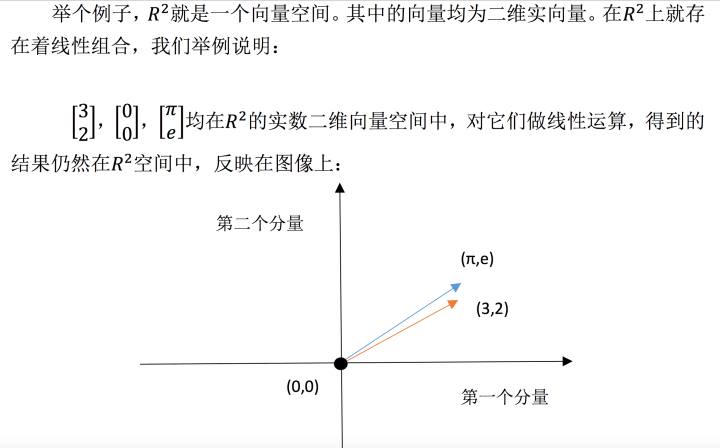 举个例子，R²就是一个向量空间。其中的向量均为二维实向量。在R²上就存
在着线性组合，我们举例说明：
[3 2], [0 0], [π e]均在R²的实数二维向量空间中，对它们做线性运算，得到的
结果仍然在R²空间中，反映在图像上：
第二个分量
(π,e)
(3,2)
(0,0)
第一个分量